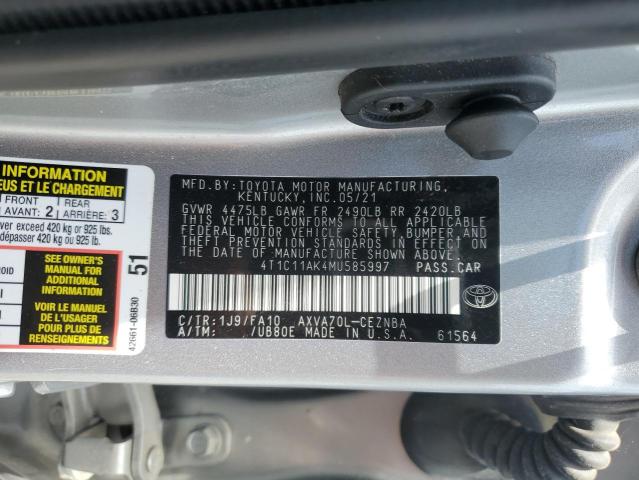 INFORMATION
EUS ET LE CHARGEMENT
FRONT
AVANT: 2
REAR
ARRIÈRE: 3
ver exceed 420 kg or 925 lbs.
dépasser 420 kg ou 925 lb.
SEE OWNER'S
MANUAL FOR
ADDITIONAL
INFORMATION
VOIR LE MANUEL
DE L'USAGER
POUR PLUS DE
RENSEIGNEMENTS
51
42661-06B30
MFD.BY:TOYOTA MOTOR MANUFACTURING,
KENTUCKY,INC.05/21
GVWR 4475LB GAWR FR 2490LB RR 2420LB
THIS VEHICLE CONFORMS TO ALL APPLICABLE
FEDERAL MOTOR VEHICLE SAFETY, BUMPER, AND
THEFT PREVENTION STANDARDS IN EFFECT ON
THE DATE OF MANUFACTURE SHOWN ABOVE.
4T1C11AK4MU585997 PASS.CAR
C/TR:1J9/FA10 AXVA70L-CEZNBA
A/TM: /UB80E MADE IN U.S.A. 61564